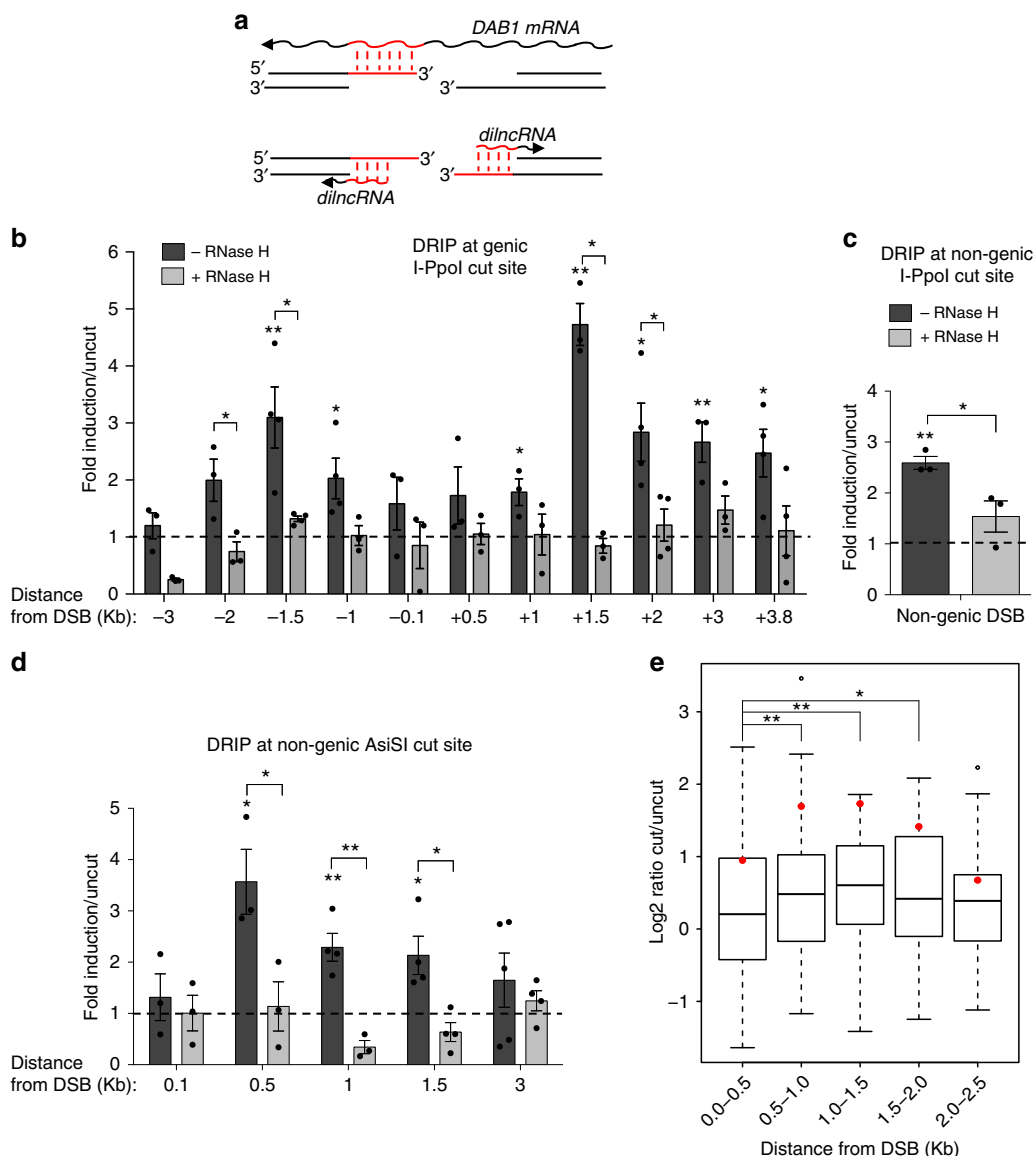 a
DAB1 mRNA
5′
3′
3′
dilncRNA
5′
3′
3′
3′
dilncRNA
b
– RNase H
+ RNase H
DRIP at genic
I-PpoI cut site
Fold induction/uncut
6
5
4
3
2
1
0
* ** * * ** * * * * ** *
Distance
from DSB (Kb):
–3 –2 –1.5 –1 –0.1 +0.5 +1 +1.5 +2 +3 +3.8
c
DRIP at non-genic
I-PpoI cut site
– RNase H
+ RNase H
Fold induction/uncut
4
3
2
1
0
** *
Non-genic DSB
d
DRIP at non-genic AsiSI cut site
Fold induction/uncut
5
4
3
2
1
0
* * ** ** * *
Distance
from DSB (Kb):
0.1 0.5 1 1.5 3
e
Log2 ratio cut/uncut
3
2
1
0
–1
*
**
**
0.0–0.5 0.5–1.0 1.0–1.5 1.5–2.0 2.0–2.5
Distance from DSB (Kb)